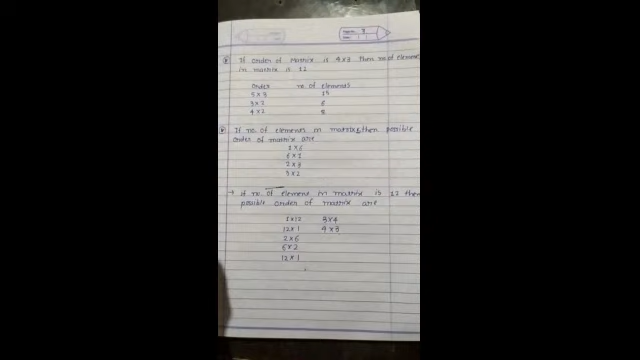 If order of Matrix is 4×3 then no. of element
in matrix is 12
order no. of elements
5×3 15
3×2 6
4×2 8
If no. of elements in matrix 6, then possible
order of matrix are
1×6
6×1
2×3
3×2
→ if no. of element in matrix is 12 then
possible order of matrix are
1×12 3×4
12×1 4×3
2×6
6×2
12×1